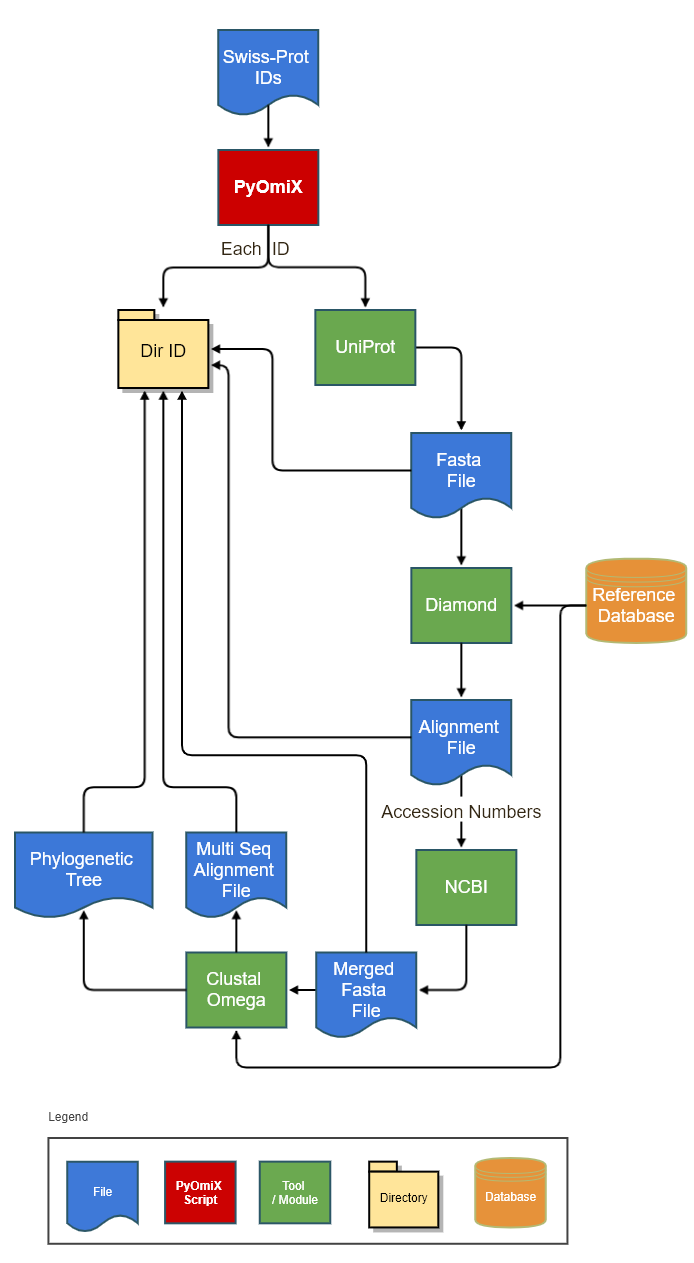 Swiss-Prot
IDs
PyOmiX
Each ID
Dir ID
UniProt
Fasta
File
Diamond
Reference
Database
Alignment
File
Accession Numbers
Phylogenetic
Tree
Multi Seq
Alignment
File
NCBI
Clustal
Omega
Merged
Fasta
File
Legend
File
PyOmiX
Script
Tool
/ Module
Directory
Database